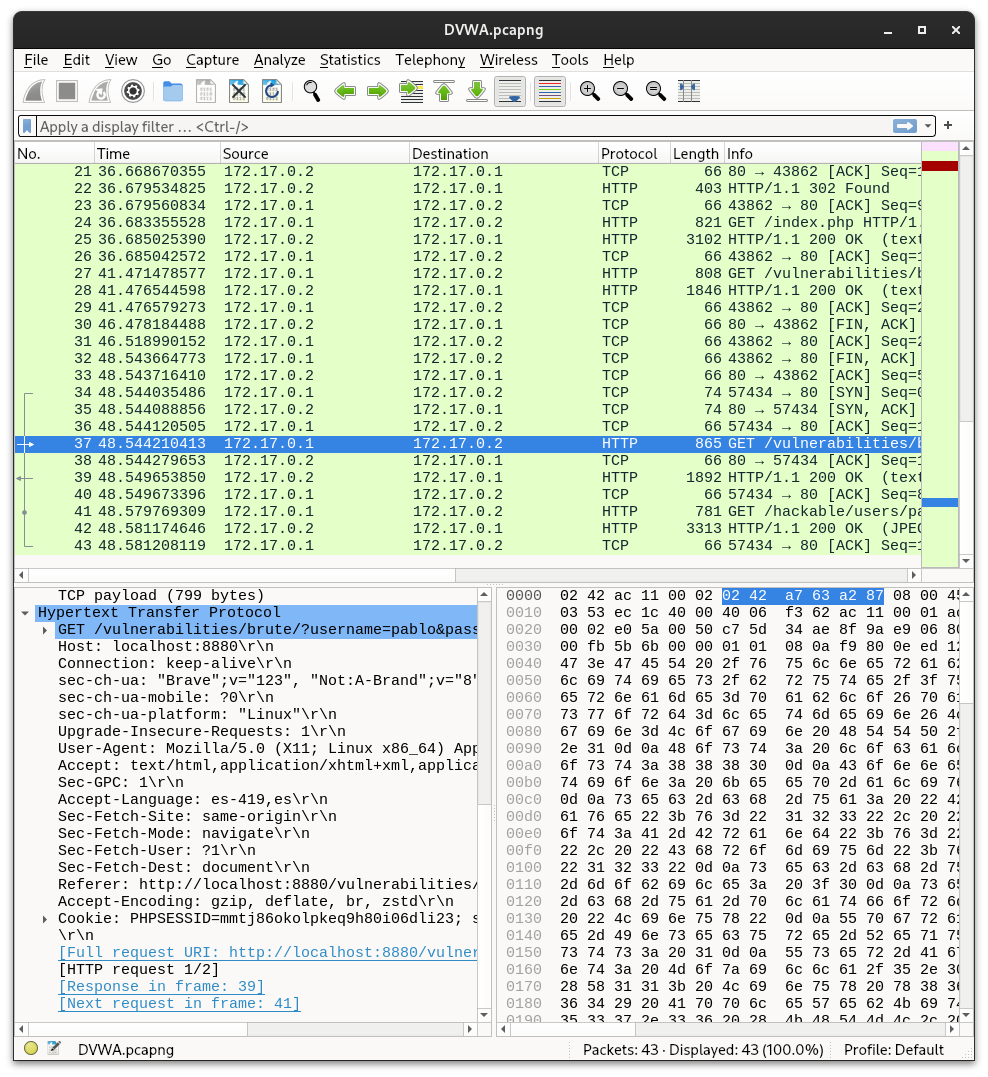 DVWA.pcapng
File Edit View Go Capture Analyze Statistics Telephony Wireless Tools Help
Apply a display filter … <Ctrl-/>
No. Time Source Destination Protocol Length Info
21 36.668670355 172.17.0.2 172.17.0.1 TCP 66 80 → 43862 [ACK] Seq=1
22 36.679534825 172.17.0.2 172.17.0.1 HTTP 403 HTTP/1.1 302 Found
23 36.679560834 172.17.0.1 172.17.0.2 TCP 66 43862 → 80 [ACK] Seq=9
24 36.683355528 172.17.0.1 172.17.0.2 HTTP 821 GET /index.php HTTP/1.
25 36.685025390 172.17.0.2 172.17.0.1 HTTP 3102 HTTP/1.1 200 OK (text
26 36.685042572 172.17.0.1 172.17.0.2 TCP 66 43862 → 80 [ACK] Seq=1
27 41.471478577 172.17.0.1 172.17.0.2 HTTP 808 GET /vulnerabilities/b
28 41.476544598 172.17.0.2 172.17.0.1 HTTP 1846 HTTP/1.1 200 OK (text
29 41.476579273 172.17.0.1 172.17.0.2 TCP 66 43862 → 80 [ACK] Seq=2
30 46.478184488 172.17.0.2 172.17.0.1 TCP 66 80 → 43862 [FIN, ACK]
31 46.518990152 172.17.0.1 172.17.0.2 TCP 66 43862 → 80 [ACK] Seq=2
32 48.543664773 172.17.0.1 172.17.0.2 TCP 66 43862 → 80 [FIN, ACK]
33 48.543716410 172.17.0.2 172.17.0.1 TCP 66 80 → 43862 [ACK] Seq=5
34 48.544035486 172.17.0.1 172.17.0.2 TCP 74 57434 → 80 [SYN] Seq=0
35 48.544088856 172.17.0.2 172.17.0.1 TCP 74 80 → 57434 [SYN, ACK]
36 48.544120505 172.17.0.1 172.17.0.2 TCP 66 57434 → 80 [ACK] Seq=1
37 48.544210413 172.17.0.1 172.17.0.2 HTTP 865 GET /vulnerabilities/b
38 48.544279653 172.17.0.2 172.17.0.1 TCP 66 80 → 57434 [ACK] Seq=1
39 48.549653850 172.17.0.2 172.17.0.1 HTTP 1892 HTTP/1.1 200 OK (text
40 48.549673396 172.17.0.1 172.17.0.2 TCP 66 57434 → 80 [ACK] Seq=8
41 48.579769309 172.17.0.1 172.17.0.2 HTTP 781 GET /hackable/users/pa
42 48.581174646 172.17.0.2 172.17.0.1 HTTP 3313 HTTP/1.1 200 OK (JPEG
43 48.581208119 172.17.0.1 172.17.0.2 TCP 66 57434 → 80 [ACK] Seq=1
TCP payload (799 bytes)
Hypertext Transfer Protocol
GET /vulnerabilities/brute/?username=pablo&pass
Host: localhost:8880\r\n
Connection: keep-alive\r\n
sec-ch-ua: "Brave";v="123", "Not:A-Brand";v="8"
sec-ch-ua-mobile: ?0\r\n
sec-ch-ua-platform: "Linux"\r\n
Upgrade-Insecure-Requests: 1\r\n
User-Agent: Mozilla/5.0 (X11; Linux x86_64) App
Accept: text/html,application/xhtml+xml,applica
Sec-GPC: 1\r\n
Accept-Language: es-419,es\r\n
Sec-Fetch-Site: same-origin\r\n
Sec-Fetch-Mode: navigate\r\n
Sec-Fetch-User: ?1\r\n
Sec-Fetch-Dest: document\r\n
Referer: http://localhost:8880/vulnerabilities/
Accept-Encoding: gzip, deflate, br, zstd\r\n
Cookie: PHPSESSID=mmtj86okolpkeq9h80i06dli23; s
\r\n
[Full request URI: http://localhost:8880/vulner
[HTTP request 1/2]
[Response in frame: 39]
[Next request in frame: 41]
0000 02 42 ac 11 00 02 02 42 a7 63 a2 87 08 00 45
0010 03 53 ec 1c 40 00 40 06 f3 62 ac 11 00 01 ac
0020 00 02 e0 5a 00 50 c7 5d 34 ae 8f 9a e9 06 80
0030 00 fb 5b 6b 00 00 01 01 08 0a f9 80 0e ed 12
0040 47 3e 47 45 54 20 2f 76 75 6c 6e 65 72 61 62
0050 6c 69 74 69 65 73 2f 62 72 75 74 65 2f 3f 75
0060 65 72 6e 61 6d 65 3d 70 61 62 6c 6f 26 70 61
0070 73 77 6f 72 64 3d 6c 65 74 6d 65 69 6e 26 4c
0080 67 69 6e 3d 4c 6f 67 69 6e 20 48 54 54 50 2f
0090 2e 31 0d 0a 48 6f 73 74 3a 20 6c 6f 63 61 6c
00a0 6f 73 74 3a 38 38 38 30 0d 0a 43 6f 6e 6e 65
00b0 74 69 6f 6e 3a 20 6b 65 65 70 2d 61 6c 69 76
00c0 0d 0a 73 65 63 2d 63 68 2d 75 61 3a 20 22 42
00d0 61 76 65 22 3b 76 3d 22 31 32 33 22 2c 20 22
00e0 6f 74 3a 41 2d 42 72 61 6e 64 22 3b 76 3d 22
00f0 22 2c 20 22 43 68 72 6f 6d 69 75 6d 22 3b 76
0100 22 31 32 33 22 0d 0a 73 65 63 2d 63 68 2d 75
0110 2d 6d 6f 62 69 6c 65 3a 20 3f 30 0d 0a 73 65
0120 2d 63 68 2d 75 61 2d 70 6c 61 74 66 6f 72 6d
0130 20 22 4c 69 6e 75 78 22 0d 0a 55 70 67 72 61
0140 65 2d 49 6e 73 65 63 75 72 65 2d 52 65 71 75
0150 73 74 73 3a 20 31 0d 0a 55 73 65 72 2d 41 67
0160 6e 74 3a 20 4d 6f 7a 69 6c 6c 61 2f 35 2e 30
0170 28 58 31 31 3b 20 4c 69 6e 75 78 20 78 38 36
0180 36 34 29 20 41 70 70 6c 65 57 65 62 4b 69 74
0190 35 33 37 2e 33 36 20 28 4b 48 54 4d 4c 2c 20
DVWA.pcapng Packets: 43 · Displayed: 43 (100.0%) Profile: Default